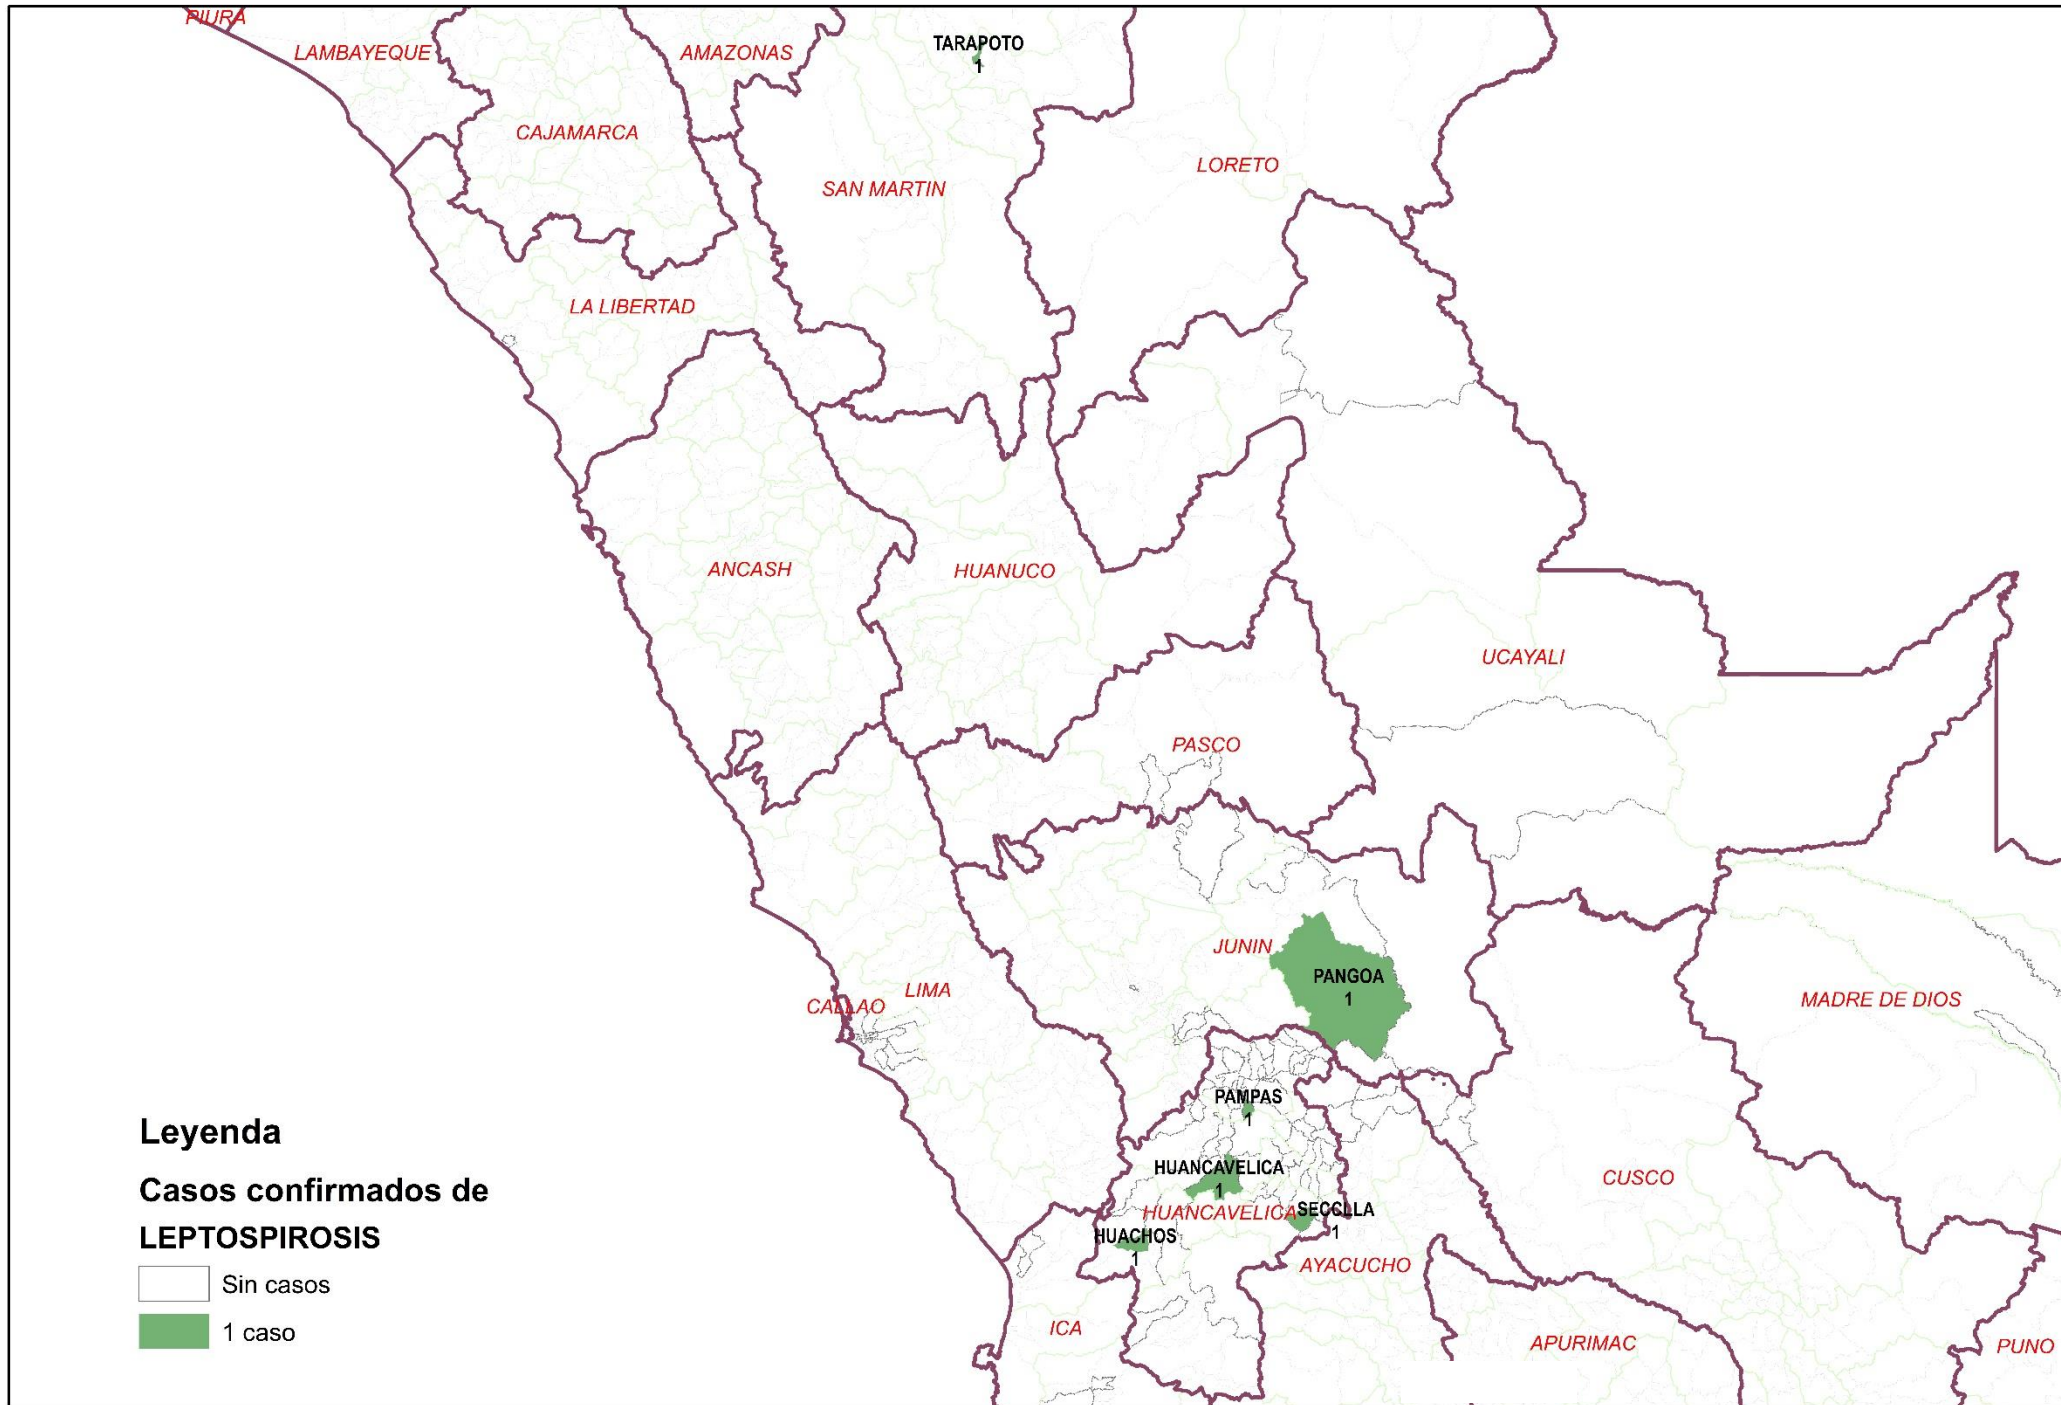 PIURA
LAMBAYEQUE
AMAZONAS
TARAPOTO
1
CAJAMARCA
LORETO
SAN MARTIN
LA LIBERTAD
ANCASH
HUANUCO
UCAYALI
PASCO
JUNIN
PANGOA
1
CALLAO
LIMA
MADRE DE DIOS
PAMPAS
1
HUANCAVELICA
1
HUANCAVELICA
SECCLLA
1
HUACHOS
1
CUSCO
AYACUCHO
ICA
APURIMAC
PUNO
Leyenda
Casos confirmados de
LEPTOSPIROSIS
Sin casos
1 caso